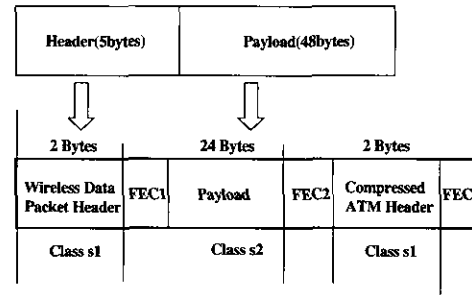 Header(5bytes) Payload(48bytes)
2 Bytes 24 Bytes 2 Bytes
Wireless Data
Packet Header
FEC1 Payload FEC2
Compressed
ATM Header
FEC
Class s1 Class s2 Class s1